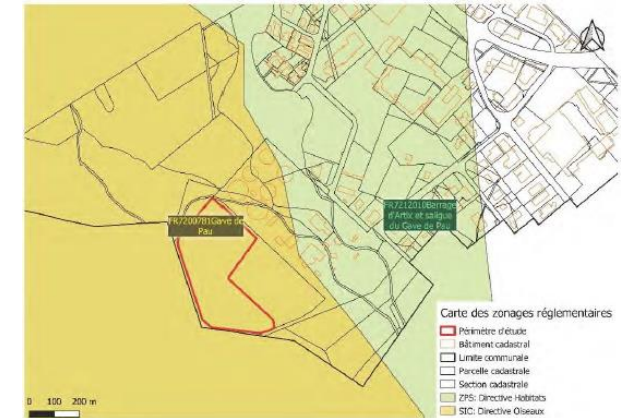 FR7200781Gave de
Pau
FR7212010Barrage
d'Artix et saligue
du Gave de Pau
Carte des zonages réglementaires
Périmètre d'étude
Bâtiment cadastral
Limite communale
Parcelle cadastrale
Section cadastrale
ZPS: Directive Habitats
SIC: Directive Oiseaux
0 100 200 m